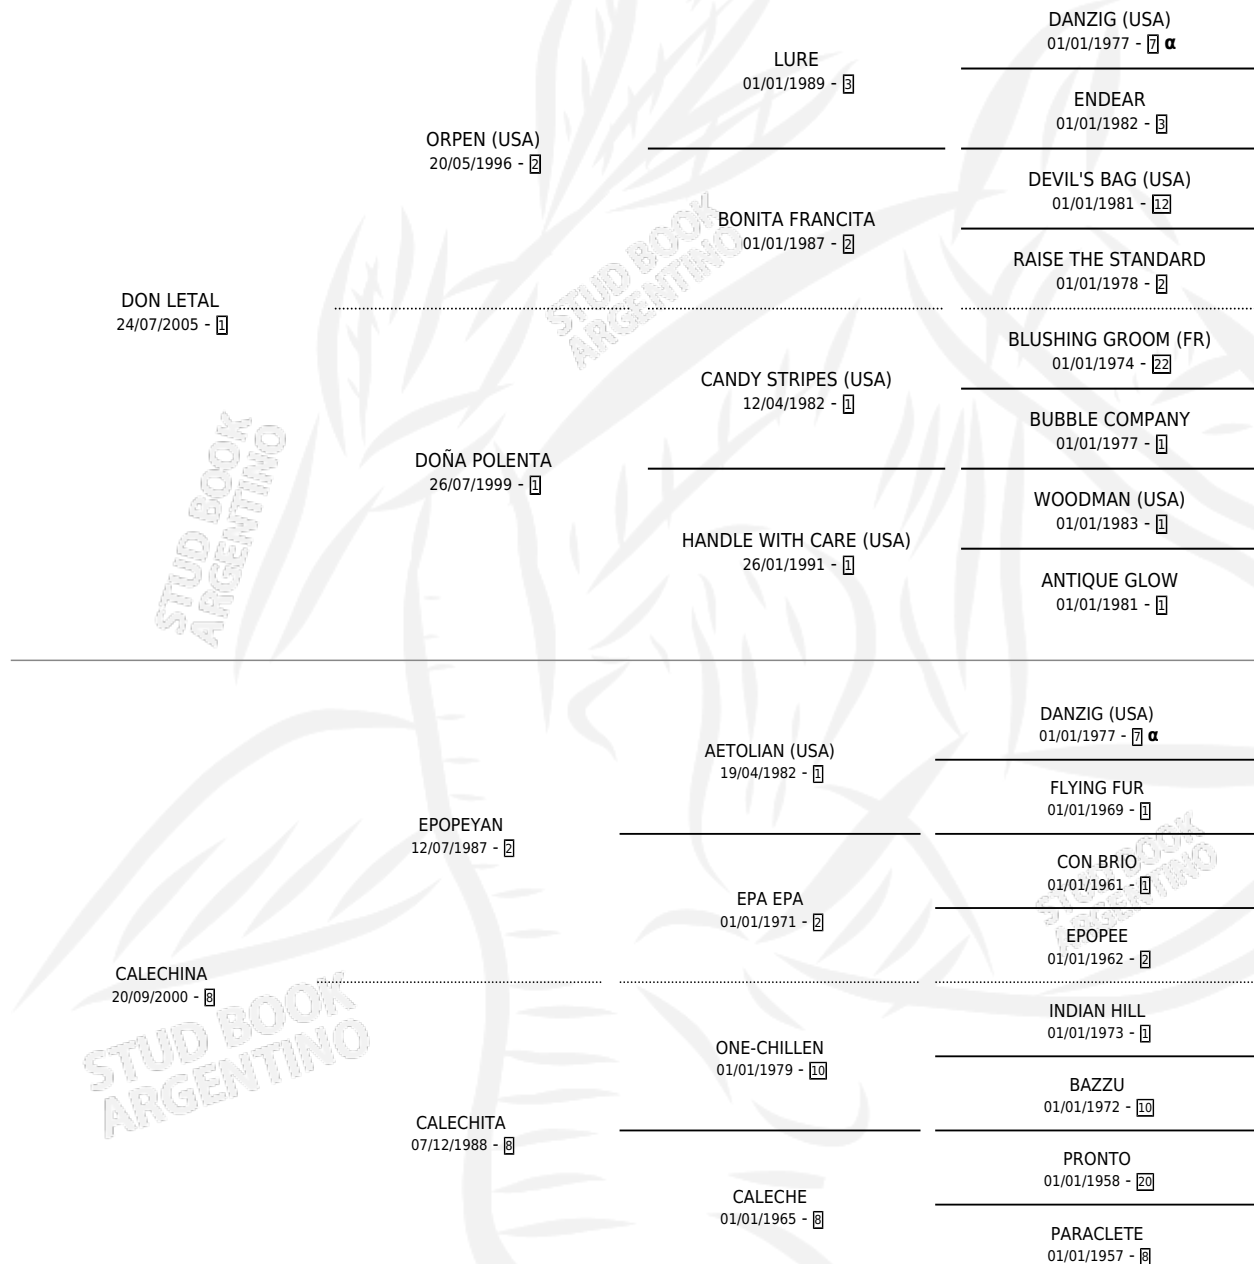 DON LETAL
24/07/2005 - 1
ORPEN (USA)
20/05/1996 - 2
DOÑA POLENTA
26/07/1999 - 1
LURE
01/01/1989 - 3
BONITA FRANCITA
01/01/1987 - 2
CANDY STRIPES (USA)
12/04/1982 - 1
HANDLE WITH CARE (USA)
26/01/1991 - 1
DANZIG (USA)
01/01/1977 - 7 α
ENDEAR
01/01/1982 - 3
DEVIL'S BAG (USA)
01/01/1981 - 12
RAISE THE STANDARD
01/01/1978 - 2
BLUSHING GROOM (FR)
01/01/1974 - 22
BUBBLE COMPANY
01/01/1977 - 1
WOODMAN (USA)
01/01/1983 - 1
ANTIQUE GLOW
01/01/1981 - 1
CALECHINA
20/09/2000 - 8
EPOPEYAN
12/07/1987 - 2
CALECHITA
07/12/1988 - 8
AETOLIAN (USA)
19/04/1982 - 1
EPA EPA
01/01/1971 - 2
ONE-CHILLEN
01/01/1979 - 10
CALECHE
01/01/1965 - 8
DANZIG (USA)
01/01/1977 - 7 α
FLYING FUR
01/01/1969 - 1
CON BRIO
01/01/1961 - 1
EPOPEE
01/01/1962 - 2
INDIAN HILL
01/01/1973 - 1
BAZZU
01/01/1972 - 10
PRONTO
01/01/1958 - 20
PARACLETE
01/01/1957 - 8
STUD BOOK
ARGENTINO
STUD BOOK
ARGENTINO
STUD BOOK
ARGENTINO
STUD BOOK
ARGENTINO